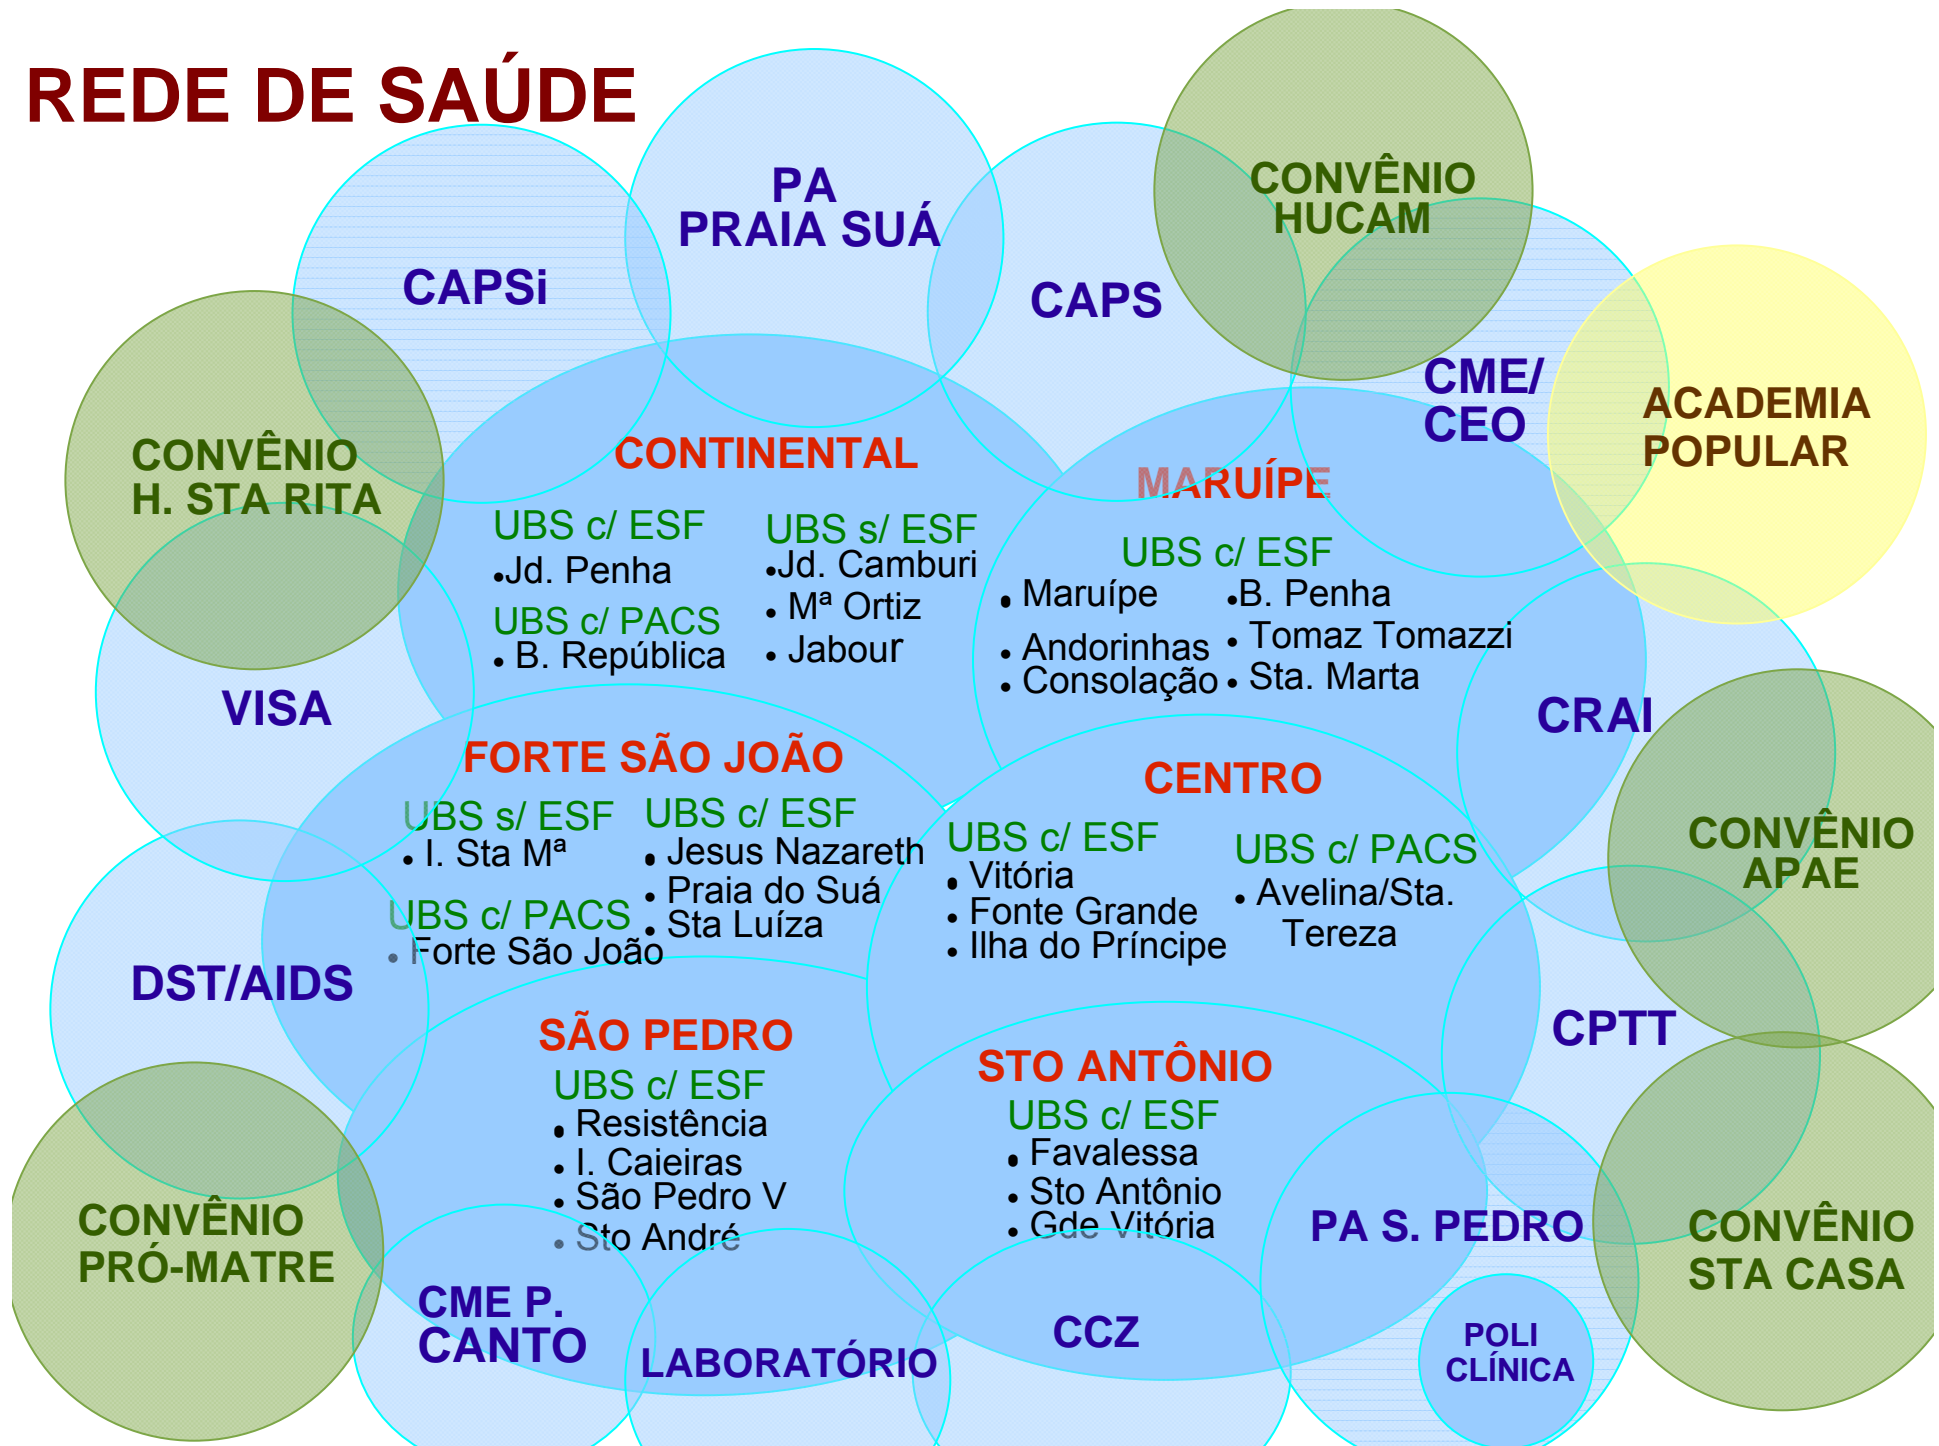 REDE DE SAÚDE
PA
PRAIA SUÁ
CAPSi
CAPS
CONVÊNIO
HUCAM
CME/
CEO
ACADEMIA
POPULAR
CONVÊNIO
H. STA RITA
CONTINENTAL
UBS c/ ESF
•Jd. Penha
UBS c/ PACS
• B. República
UBS s/ ESF
•Jd. Camburi
• Mª Ortiz
• Jabour
MARUÍPE
UBS c/ ESF
• Maruípe
• Andorinhas
• Consolação
•B. Penha
• Tomaz Tomazzi
• Sta. Marta
VISA
CRAI
FORTE SÃO JOÃO
UBS s/ ESF
• I. Sta Mª
UBS c/ PACS
• Forte São João
UBS c/ ESF
• Jesus Nazareth
• Praia do Suá
• Sta Luíza
CENTRO
UBS c/ ESF
• Vitória
• Fonte Grande
• Ilha do Príncipe
UBS c/ PACS
• Avelina/Sta.
Tereza
CONVÊNIO
APAE
DST/AIDS
CPTT
SÃO PEDRO
UBS c/ ESF
• Resistência
• I. Caieiras
• São Pedro V
• Sto André
STO ANTÔNIO
UBS c/ ESF
• Favalessa
• Sto Antônio
• Gde Vitória
PA S. PEDRO
CONVÊNIO
STA CASA
CONVÊNIO
PRÓ-MATRE
CME P.
CANTO
LABORATÓRIO
CCZ
POLI
CLÍNICA